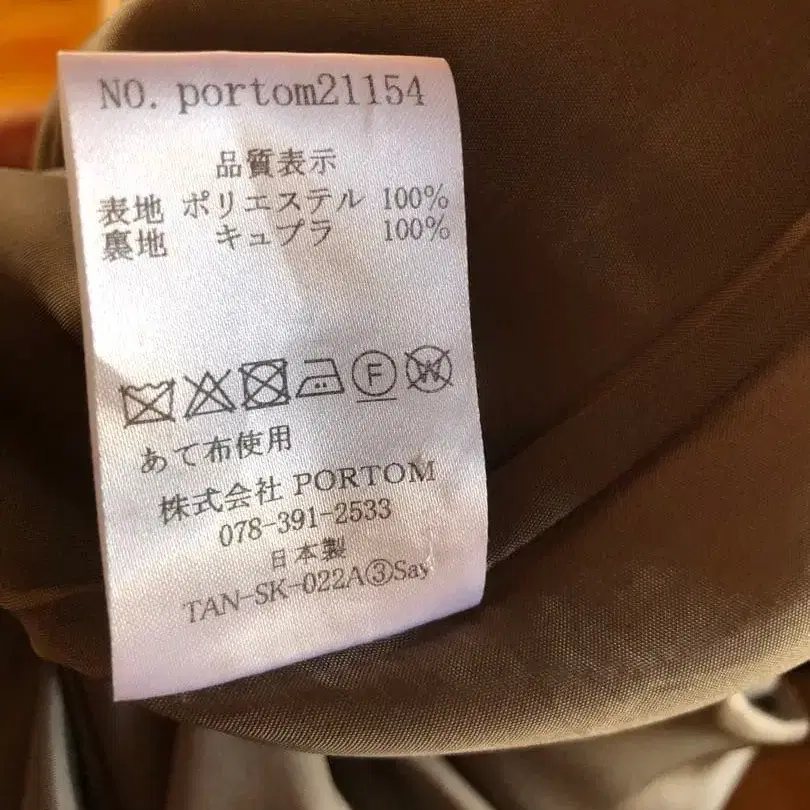 NO. portom21154
品質表示
表地 ポリエステル 100%
裏地 キュプラ 100%
F W
あて布使用
株式会社 PORTOM
078-391-2533
日本製
TAN-SK-022A③Say